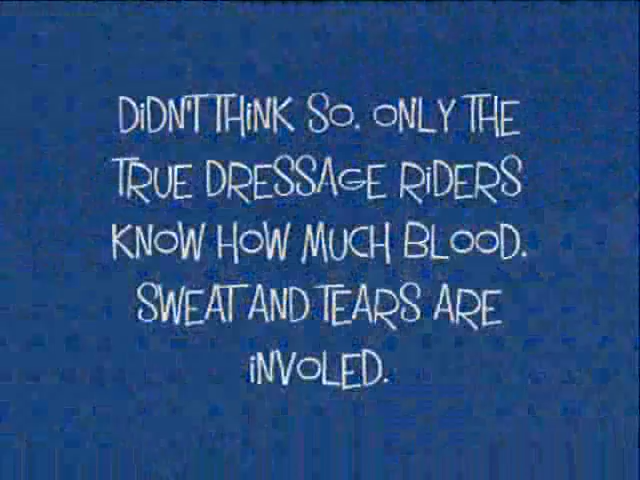 DiDN'T THiNK SO. ONLY THE
TRUE DRESSAGE RiDERS
KNOW HOW MUCH BLOOD.
SWEAT AND TEARS ARE
iNVOLED.